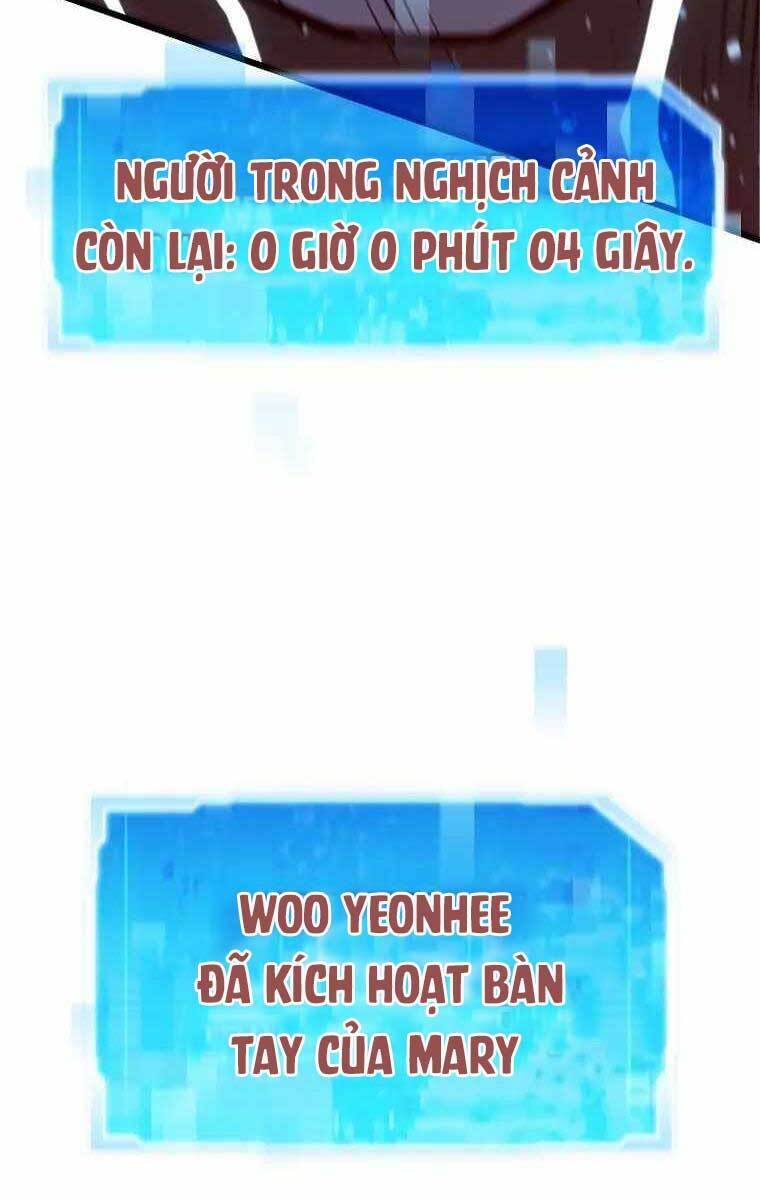 NGƯỜI TRONG NGHỊCH CẢNH
CÒN LẠI: 0 GIỜ 0 PHÚT 04 GIÂY.
WOO YEONHEE
ĐÃ KÍCH HOẠT BÀN
TAY CỦA MARY